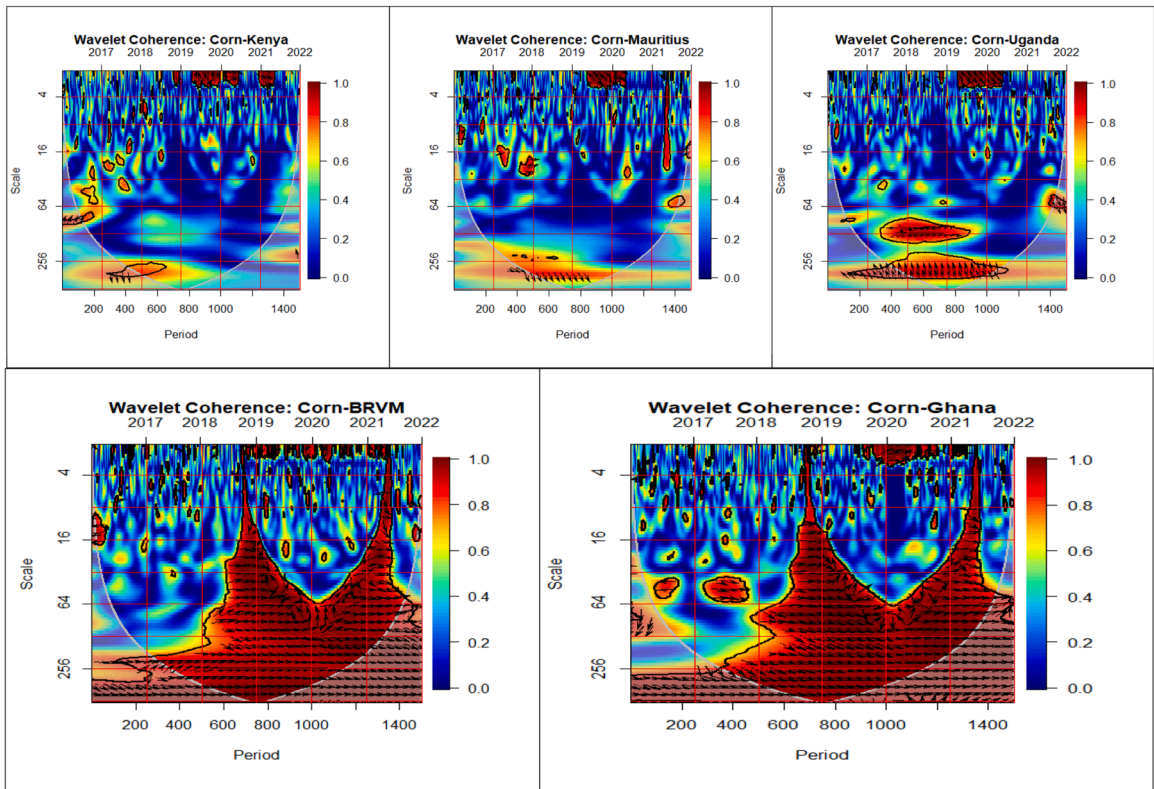 Wavelet Coherence: Corn-Kenya
2017 2018 2019 2020 2021 2022
4
16
64
256
Scale
1.0
0.8
0.6
0.4
0.2
0.0
200 400 600 800 1000 1400
Period
Wavelet Coherence: Corn-Mauritius
2017 2018 2019 2020 2021 2022
4
16
64
256
Scale
1.0
0.8
0.6
0.4
0.2
0.0
200 400 600 800 1000 1400
Period
Wavelet Coherence: Corn-Uganda
2017 2018 2019 2020 2021 2022
4
16
64
256
Scale
1.0
0.8
0.6
0.4
0.2
0.0
200 400 600 800 1000 1400
Period
Wavelet Coherence: Corn-BRVM
2017 2018 2019 2020 2021 2022
4
16
64
256
Scale
1.0
0.8
0.6
0.4
0.2
0.0
200 400 600 800 1000 1400
Period
Wavelet Coherence: Corn-Ghana
2017 2018 2019 2020 2021 2022
4
16
64
256
Scale
1.0
0.8
0.6
0.4
0.2
0.0
200 400 600 800 1000 1400
Period